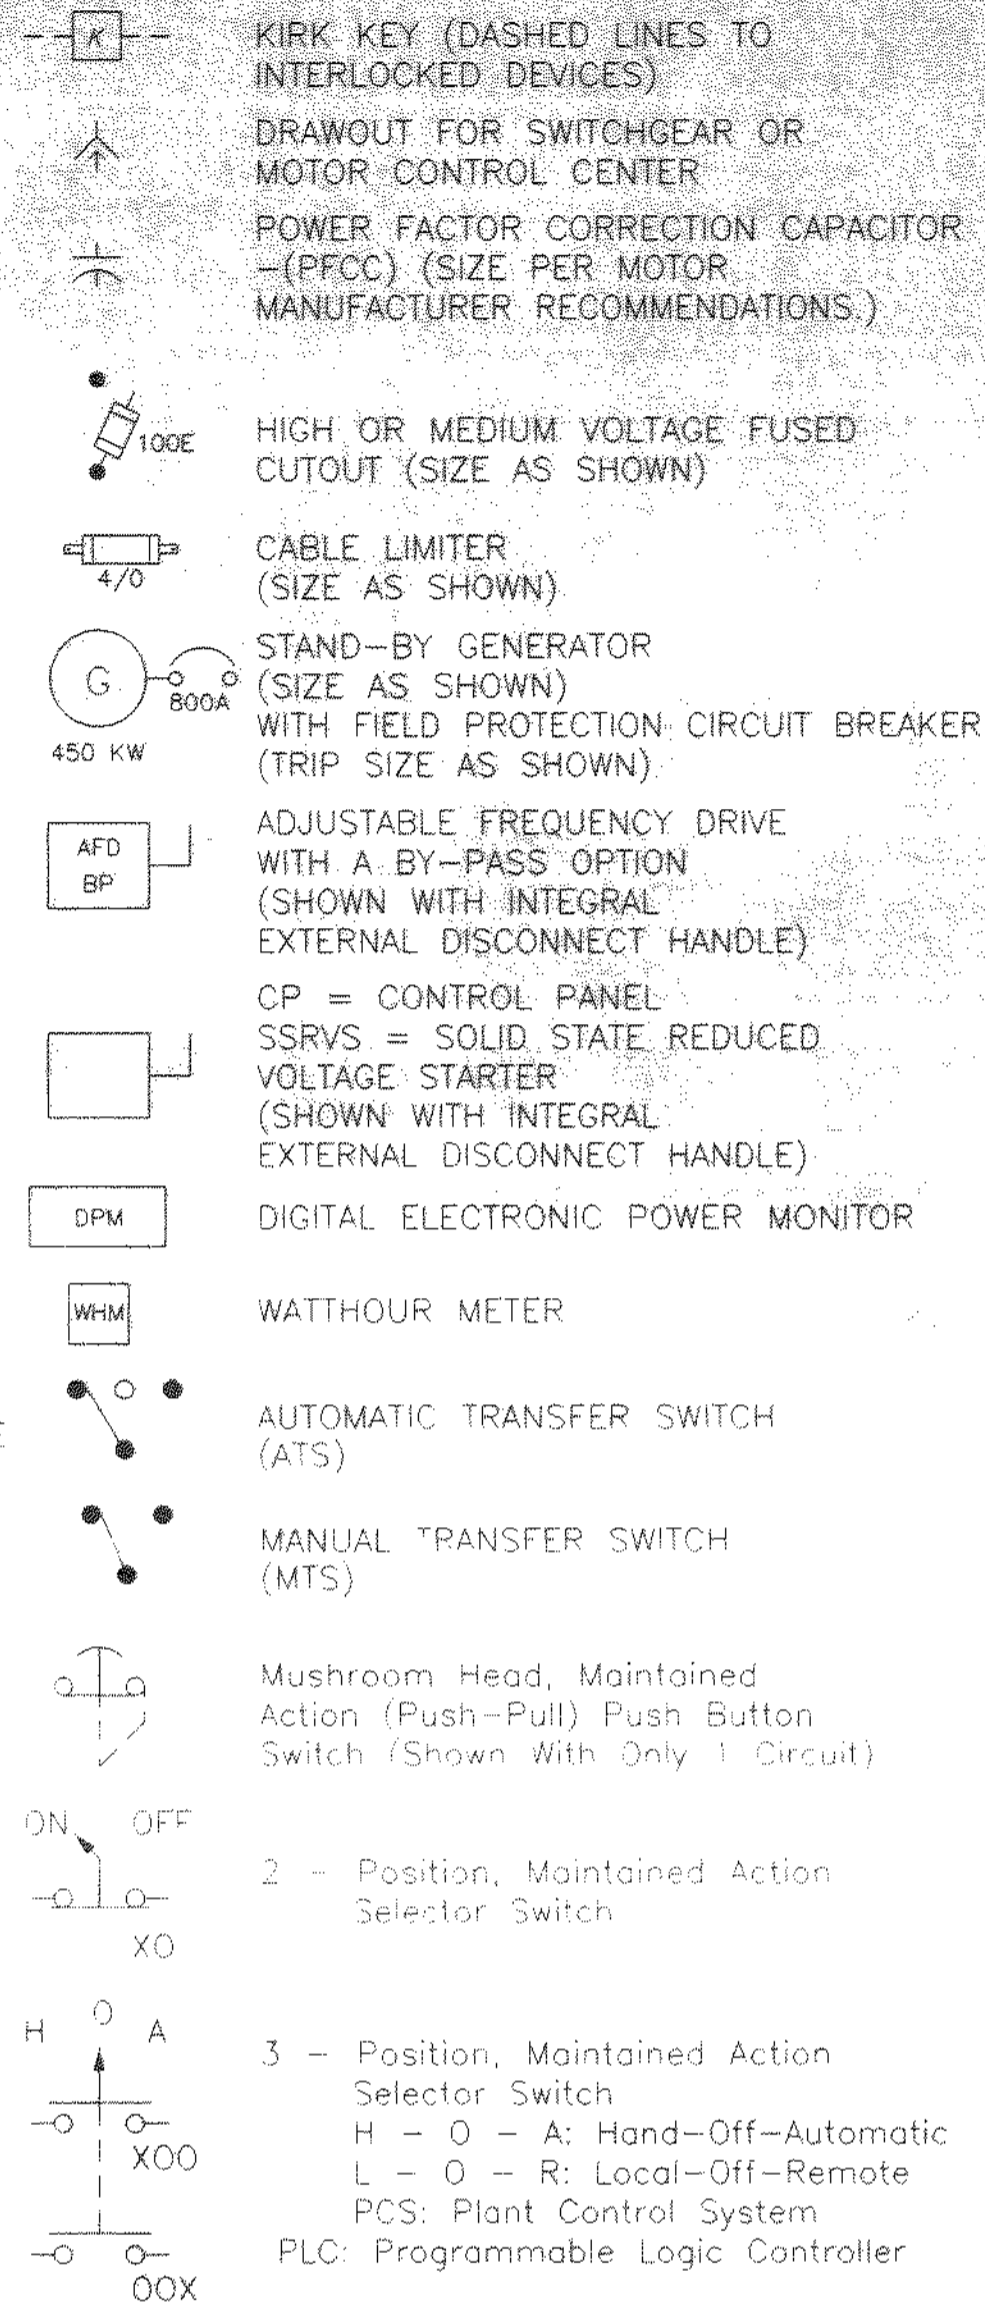 K
KIRK KEY (DASHED LINES TO
INTERLOCKED DEVICES)
DRAWOUT FOR SWITCHGEAR OR
MOTOR CONTROL CENTER
POWER FACTOR CORRECTION CAPACITOR
-(PFCC) (SIZE PER MOTOR
MANUFACTURER RECOMMENDATIONS.)
100E
HIGH OR MEDIUM VOLTAGE FUSED
CUTOUT (SIZE AS SHOWN)
4/0
CABLE LIMITER
(SIZE AS SHOWN)
G
800A
450 KW
STAND-BY GENERATOR
(SIZE AS SHOWN)
WITH FIELD PROTECTION CIRCUIT BREAKER
(TRIP SIZE AS SHOWN)
AFD
BP
ADJUSTABLE FREQUENCY DRIVE
WITH A BY-PASS OPTION
(SHOWN WITH INTEGRAL
EXTERNAL DISCONNECT HANDLE)
CP = CONTROL PANEL
SSRVS = SOLID STATE REDUCED
VOLTAGE STARTER
(SHOWN WITH INTEGRAL
EXTERNAL DISCONNECT HANDLE)
DPM
DIGITAL ELECTRONIC POWER MONITOR
WHM
WATTHOUR METER
AUTOMATIC TRANSFER SWITCH
(ATS)
MANUAL TRANSFER SWITCH
(MTS)
Mushroom Head, Maintained
Action (Push-Pull) Push Button
Switch (Shown With Only 1 Circuit)
ON OFF
XO
2 - Position, Maintained Action
Selector Switch
H O A
XOO
OOX
3 - Position, Maintained Action
Selector Switch
H - O - A: Hand-Off-Automatic
L - O - R: Local-Off-Remote
PCS: Plant Control System
PLC: Programmable Logic Controller